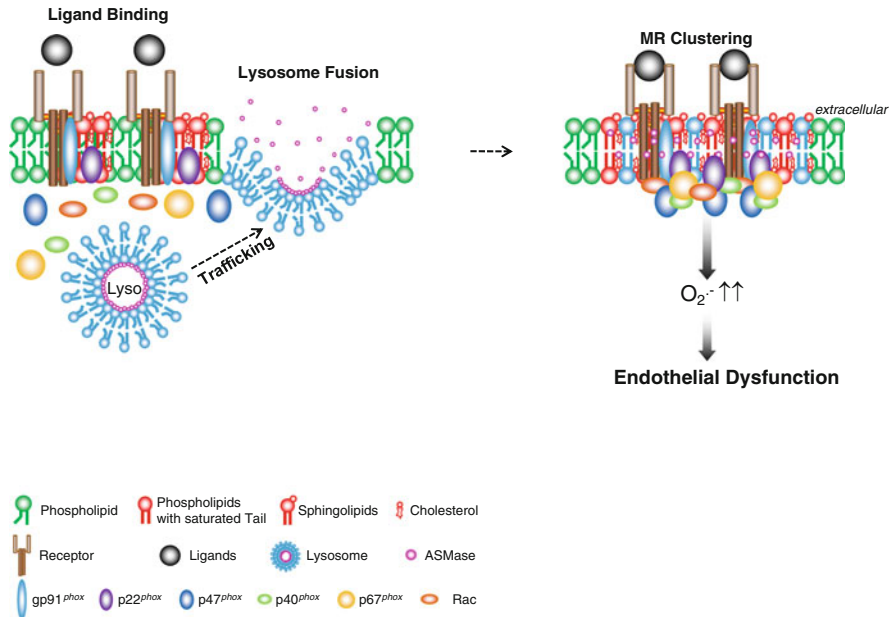 Ligand Binding
Lysosome Fusion
MR Clustering
extracellular
Trafficking
Lyso
O2·- ↑↑
Endothelial Dysfunction
Phospholipid
Phospholipids
with saturated Tail
Sphingolipids
Cholesterol
Receptor
Ligands
Lysosome
ASMase
gp91phox
p22phox
p47phox
p40phox
p67phox
Rac